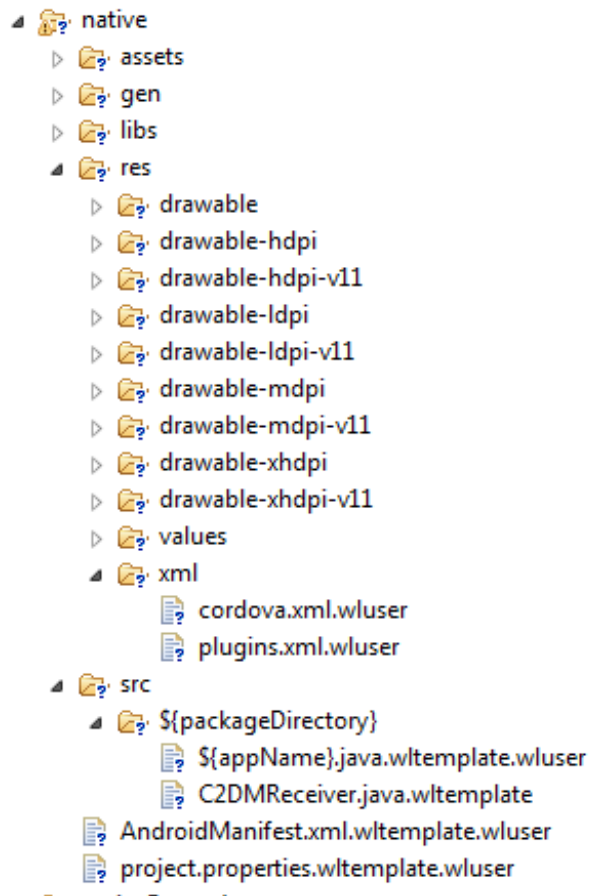 native
assets
gen
libs
res
drawable
drawable-hdpi
drawable-hdpi-v11
drawable-ldpi
drawable-ldpi-v11
drawable-mdpi
drawable-mdpi-v11
drawable-xhdpi
drawable-xhdpi-v11
values
xml
cordova.xml.wluser
plugins.xml.wluser
src
${packageDirectory}
${appName}.java.wltemplate.wluser
C2DMReceiver.java.wltemplate
AndroidManifest.xml.wltemplate.wluser
project.properties.wltemplate.wluser